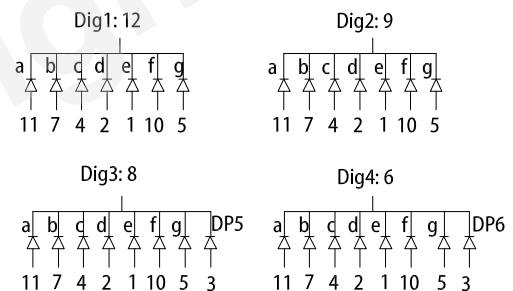 Dig1: 12
a b c d e f g
11 7 4 2 1 10 5
Dig2: 9
a b c d e f g
11 7 4 2 1 10 5
Dig3: 8
a b c d e f g DP5
11 7 4 2 1 10 5 3
Dig4: 6
a b c d e f g DP6
11 7 4 2 1 10 5 3